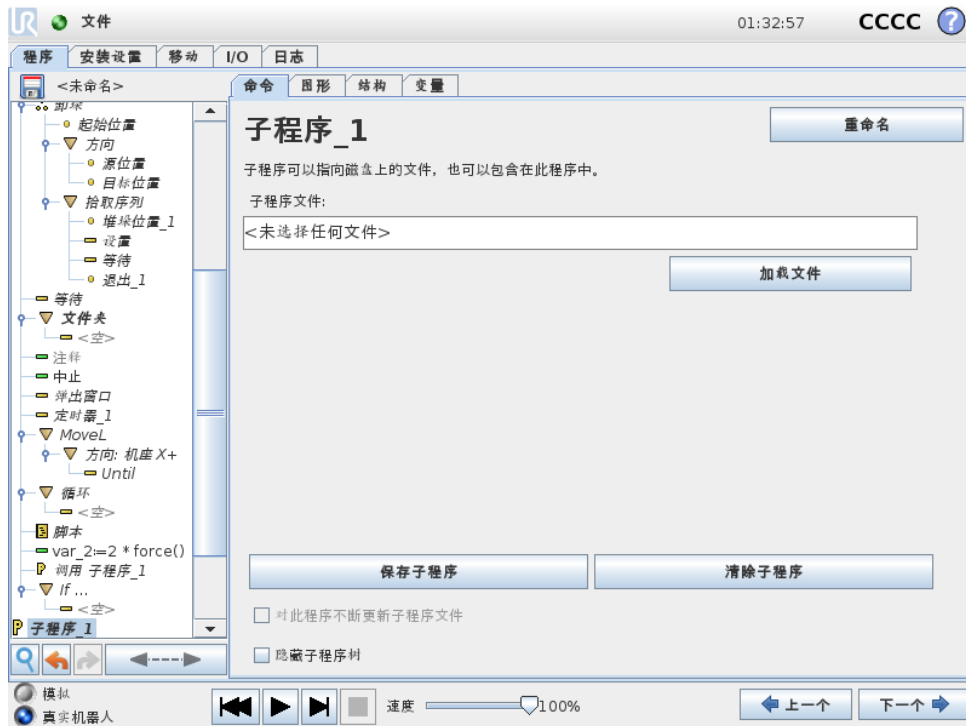 UR 文件 01:32:57 CCCC ?
程序 安装设置 移动 I/O 日志
<未命名>
命令 图形 结构 变量
卸垛
起始位置
方向
源位置
目标位置
拾取序列
堆垛位置_1
设置
等待
退出_1
等待
文件夹
<空>
注释
中止
弹出窗口
定时器_1
MoveL
方向: 机座 X+
Until
循环
<空>
脚本
var_2≔2 * force()
调用 子程序_1
If ...
<空>
子程序_1
子程序_1
重命名
子程序可以指向磁盘上的文件，也可以包含在此程序中。
子程序文件:
<未选择任何文件>
加载文件
保存子程序 清除子程序
对此程序不断更新子程序文件
隐藏子程序树
模拟
真实机器人
速度 100%
上一个 下一个